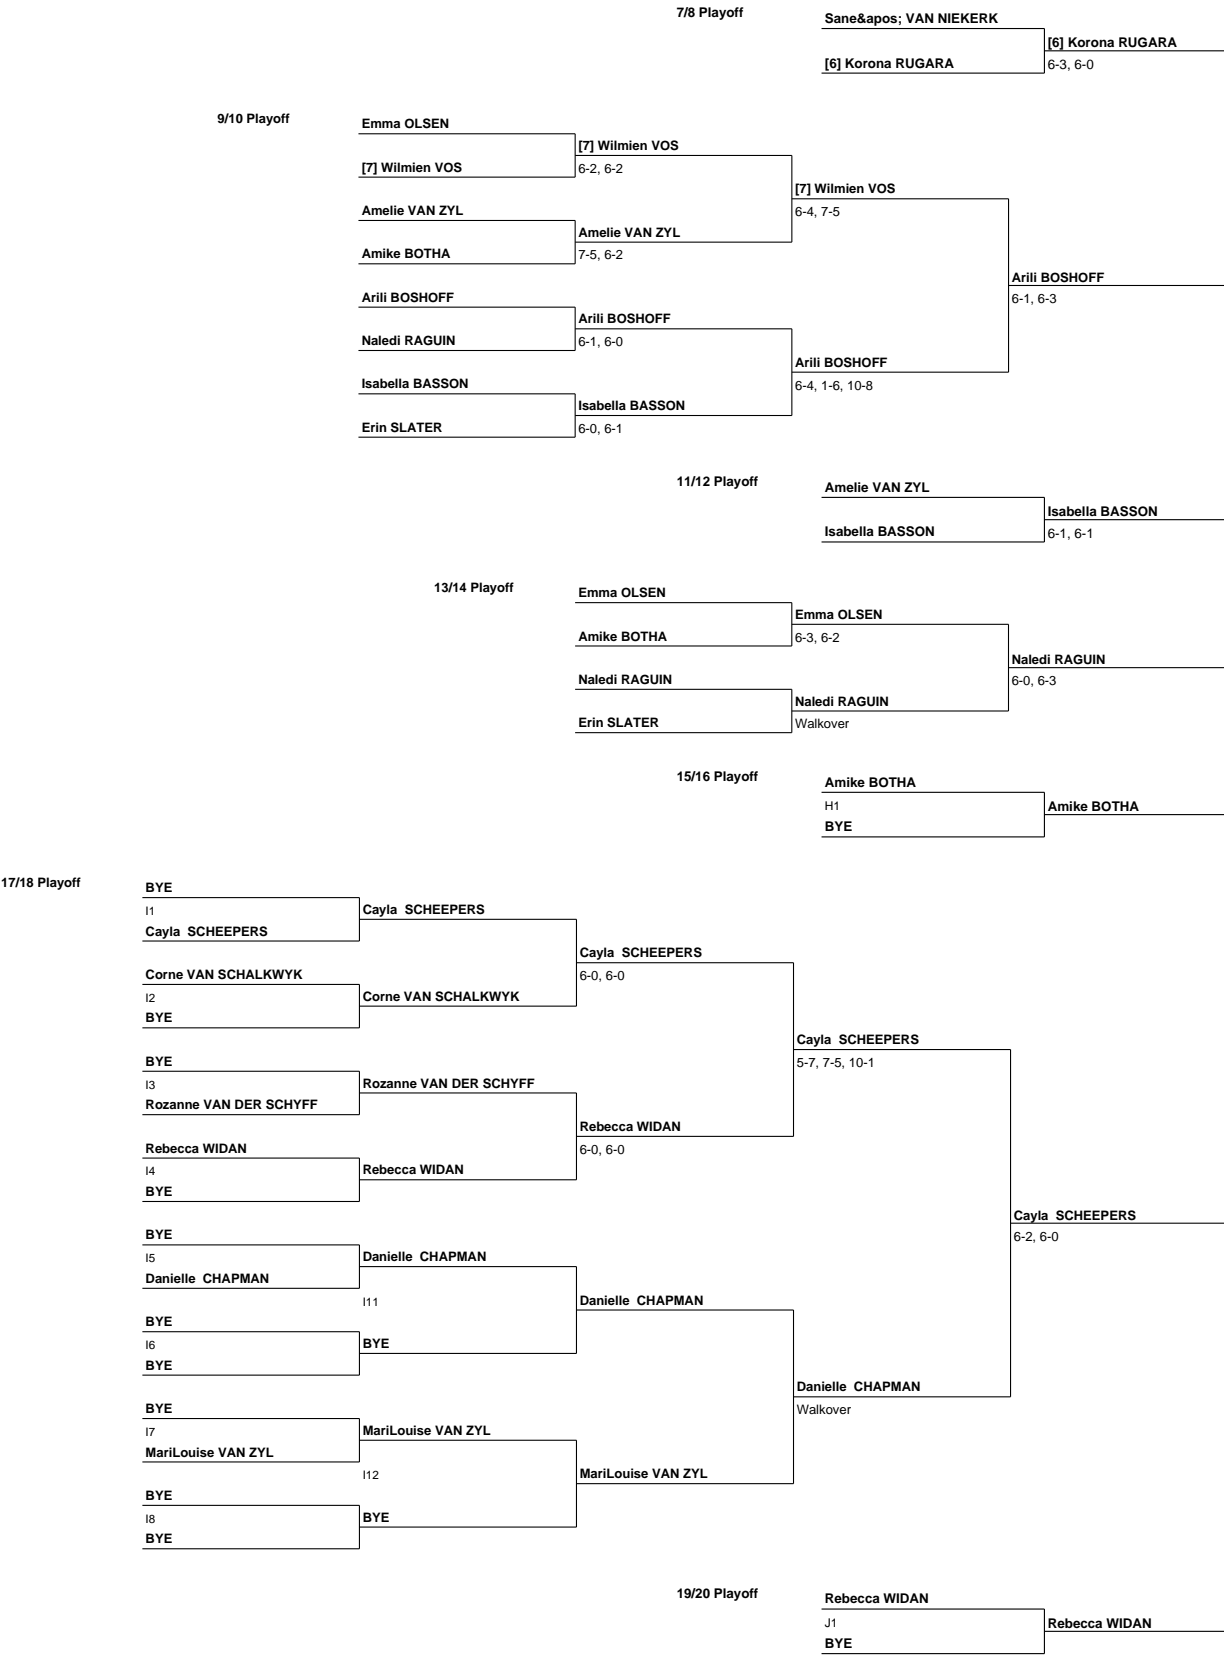 7/8 Playoff
Sane&apos; VAN NIEKERK
[6] Korona RUGARA
[6] Korona RUGARA
6-3, 6-0
9/10 Playoff
Emma OLSEN
[7] Wilmien VOS
[7] Wilmien VOS
6-2, 6-2
[7] Wilmien VOS
6-4, 7-5
Amelie VAN ZYL
Amelie VAN ZYL
Amike BOTHA
7-5, 6-2
Arili BOSHOFF
6-1, 6-3
Arili BOSHOFF
Arili BOSHOFF
Naledi RAGUIN
6-1, 6-0
Arili BOSHOFF
6-4, 1-6, 10-8
Isabella BASSON
Isabella BASSON
Erin SLATER
6-0, 6-1
11/12 Playoff
Amelie VAN ZYL
Isabella BASSON
Isabella BASSON
6-1, 6-1
13/14 Playoff
Emma OLSEN
Emma OLSEN
Amike BOTHA
6-3, 6-2
Naledi RAGUIN
6-0, 6-3
Naledi RAGUIN
Naledi RAGUIN
Erin SLATER
Walkover
15/16 Playoff
Amike BOTHA
H1
Amike BOTHA
BYE
17/18 Playoff
BYE
I1
Cayla  SCHEEPERS
Cayla  SCHEEPERS
Cayla  SCHEEPERS
6-0, 6-0
Corne VAN SCHALKWYK
I2
Corne VAN SCHALKWYK
BYE
Cayla  SCHEEPERS
5-7, 7-5, 10-1
BYE
I3
Rozanne VAN DER SCHYFF
Rozanne VAN DER SCHYFF
Rebecca WIDAN
6-0, 6-0
Rebecca WIDAN
I4
Rebecca WIDAN
BYE
Cayla  SCHEEPERS
6-2, 6-0
BYE
I5
Danielle  CHAPMAN
Danielle  CHAPMAN
I11
Danielle  CHAPMAN
BYE
I6
BYE
BYE
Danielle  CHAPMAN
Walkover
BYE
I7
MariLouise VAN ZYL
MariLouise VAN ZYL
I12
MariLouise VAN ZYL
BYE
I8
BYE
BYE
19/20 Playoff
Rebecca WIDAN
J1
Rebecca WIDAN
BYE